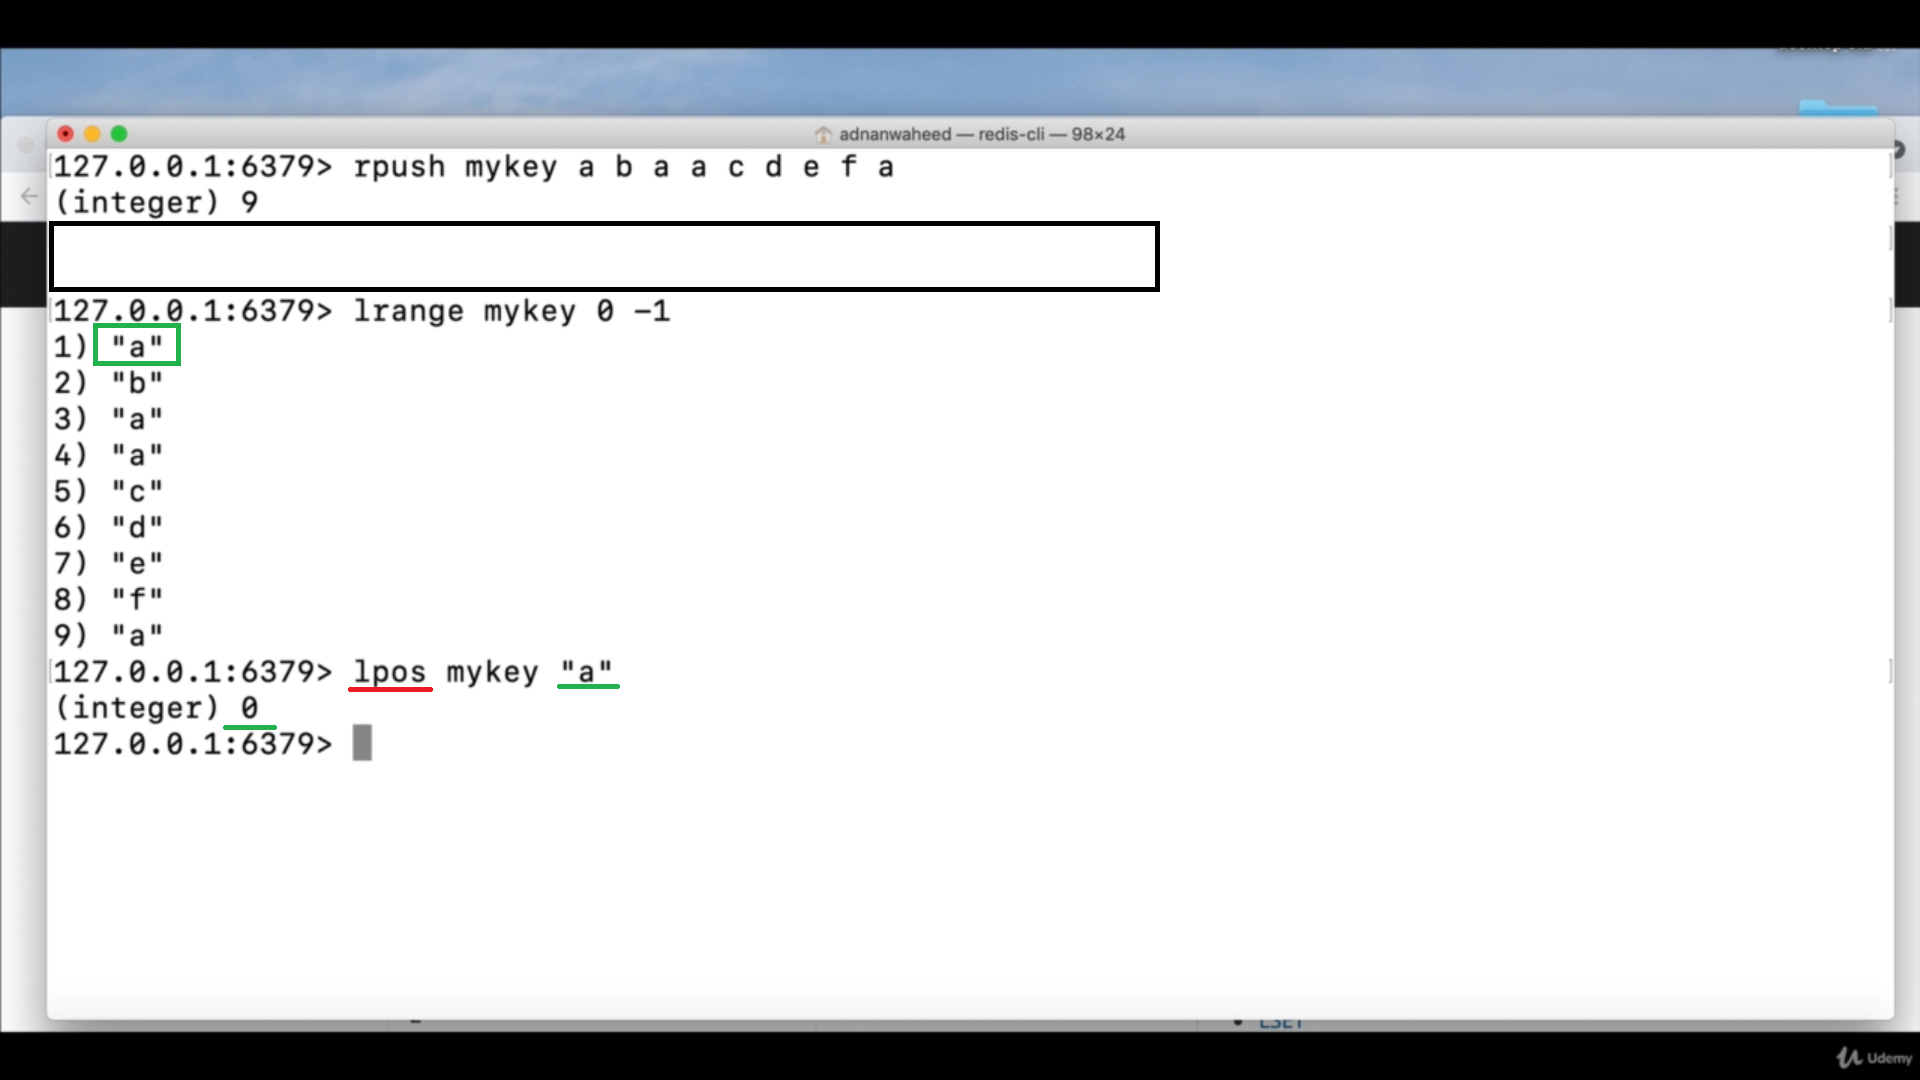 adnanwaheed — redis-cli — 98×24
127.0.0.1:6379> rpush mykey a b a a c d e f a
(integer) 9
127.0.0.1:6379> lrange mykey 0 -1
1) "a"
2) "b"
3) "a"
4) "a"
5) "c"
6) "d"
7) "e"
8) "f"
9) "a"
127.0.0.1:6379> lpos mykey "a"
(integer) 0
127.0.0.1:6379>
LSET
Udemy